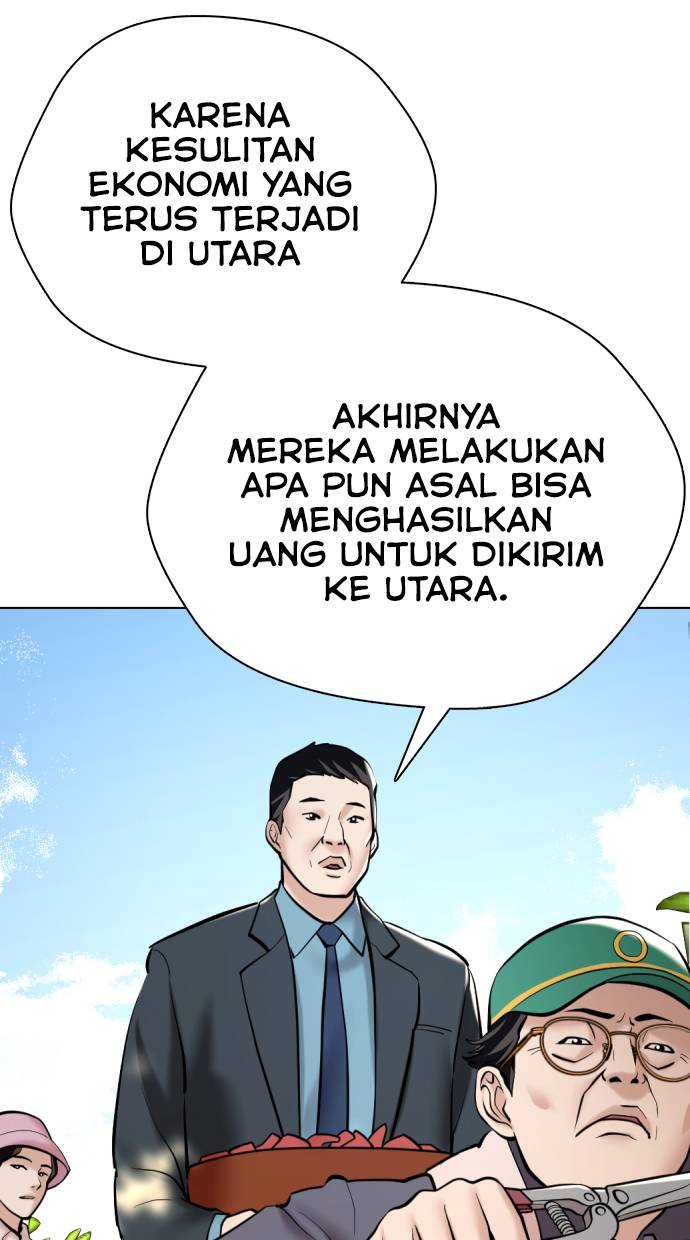 KARENA
KESULITAN
EKONOMI YANG
TERUS TERJADI
DI UTARA
AKHIRNYA
MEREKA MELAKUKAN
APA PUN ASAL BISA
MENGHASILKAN
UANG UNTUK DIKIRIM
KE UTARA.